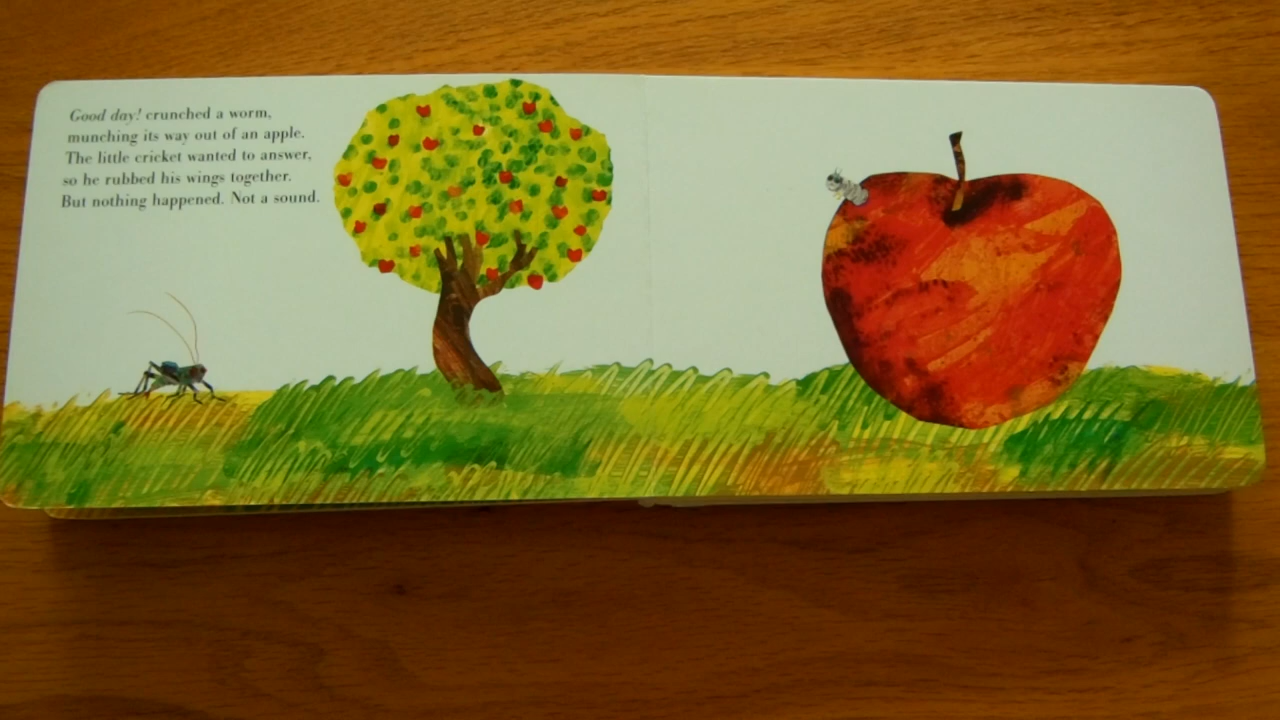 Good day! crunched a worm,
munching its way out of an apple.
The little cricket wanted to answer,
so he rubbed his wings together.
But nothing happened. Not a sound.